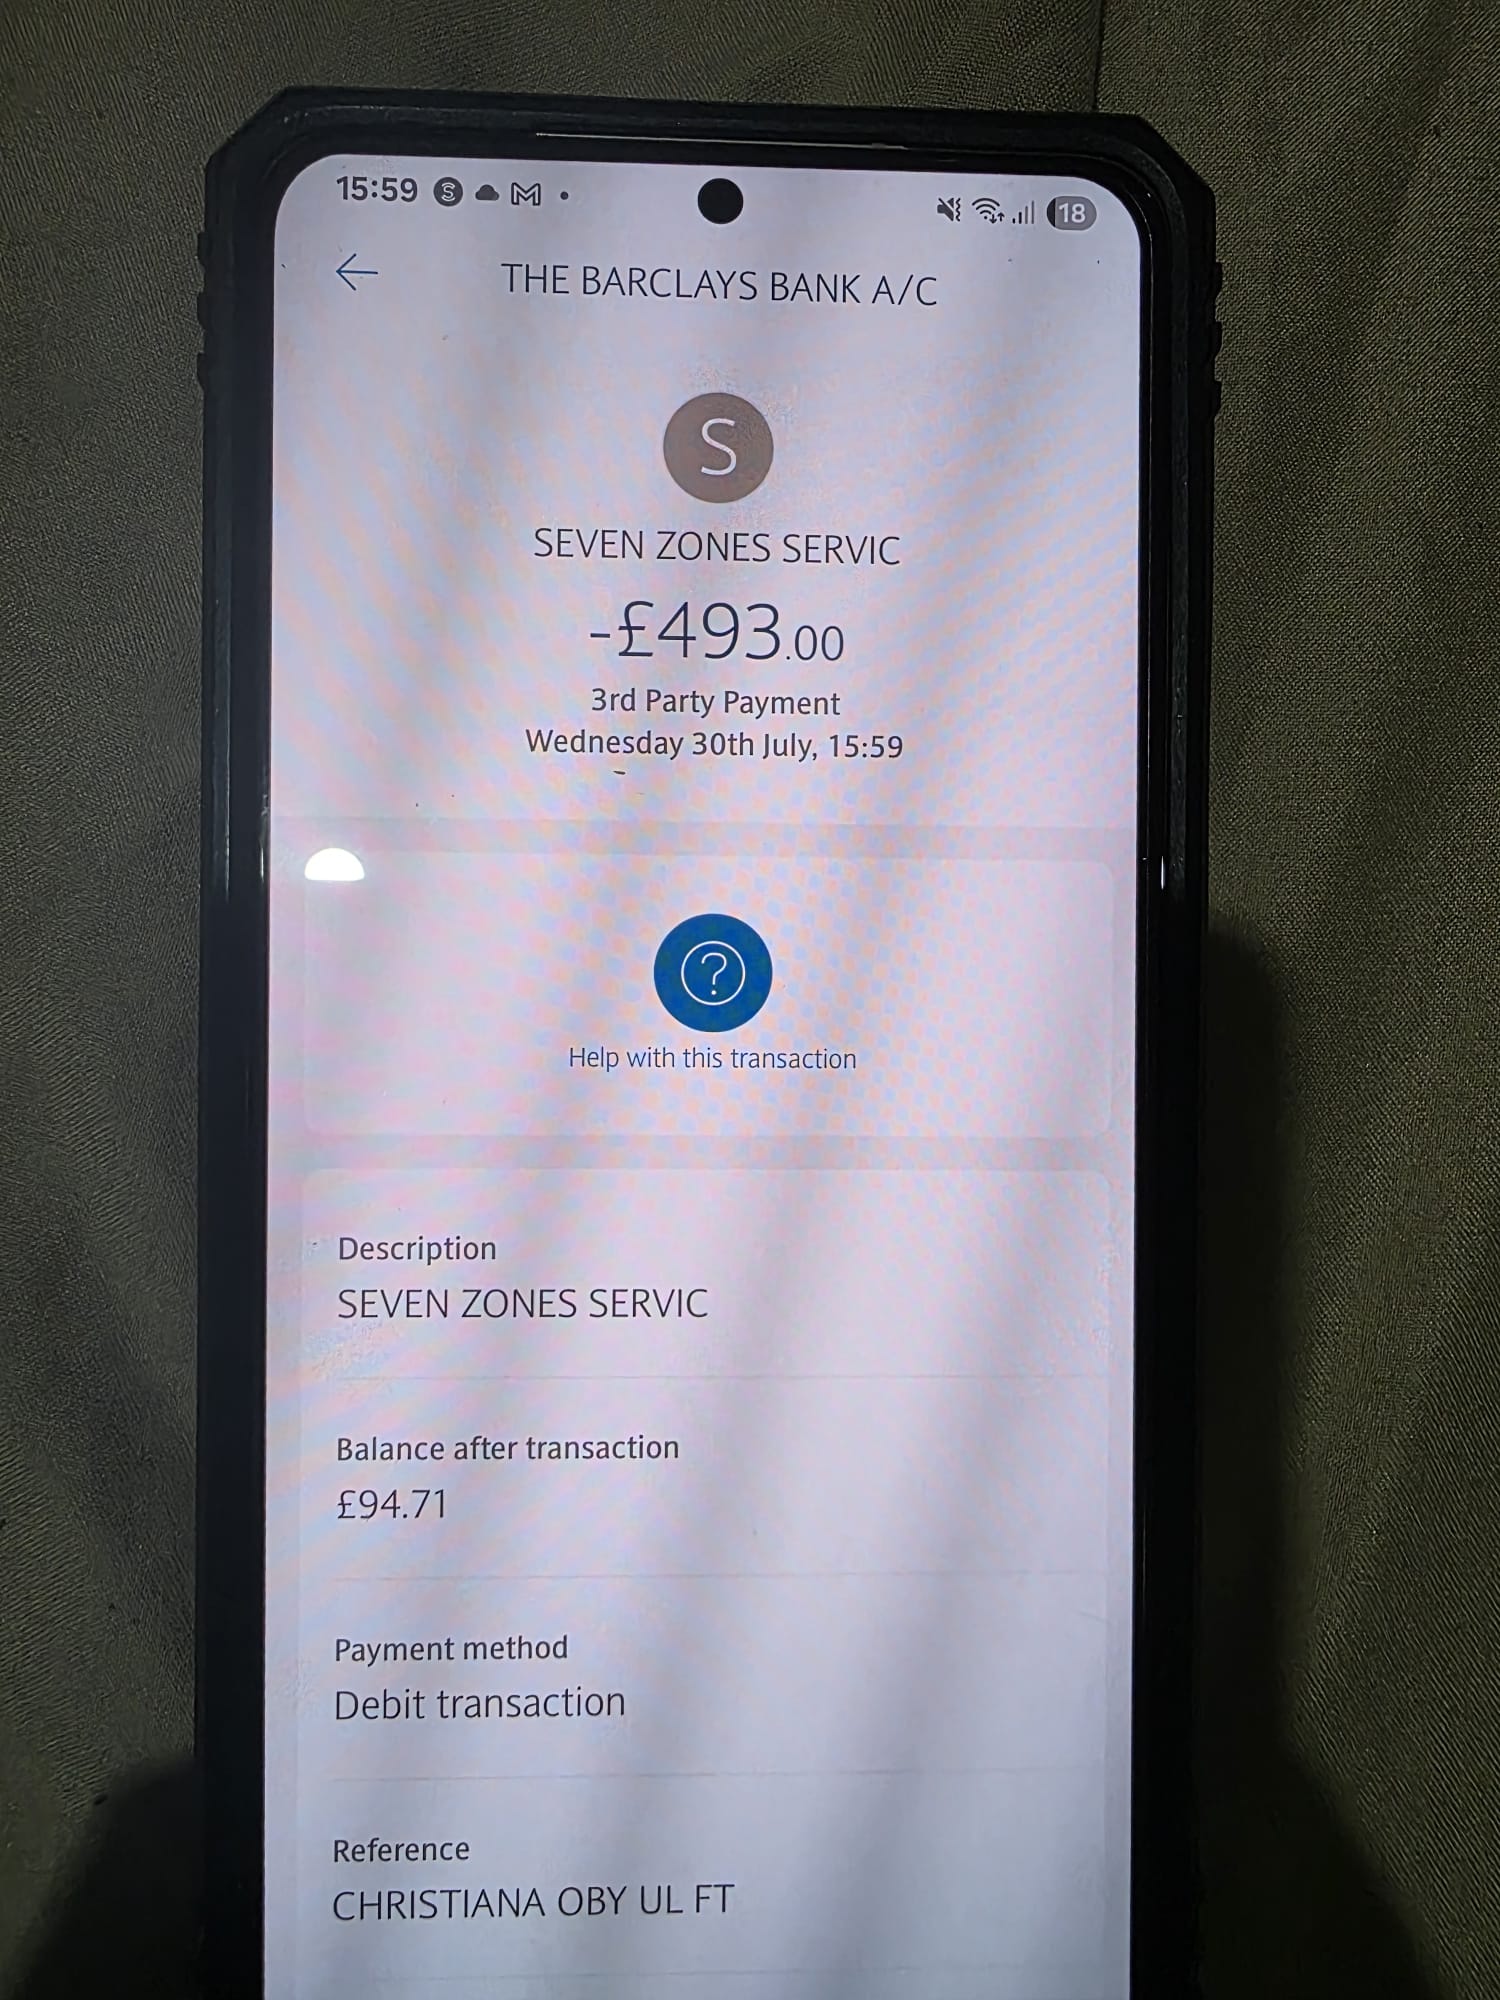 15:59
18
THE BARCLAYS BANK A/C
S
SEVEN ZONES SERVIC
-£493.00
3rd Party Payment
Wednesday 30th July, 15:59
?
Help with this transaction
Description
SEVEN ZONES SERVIC
Balance after transaction
£94.71
Payment method
Debit transaction
Reference
CHRISTIANA OBY UL FT